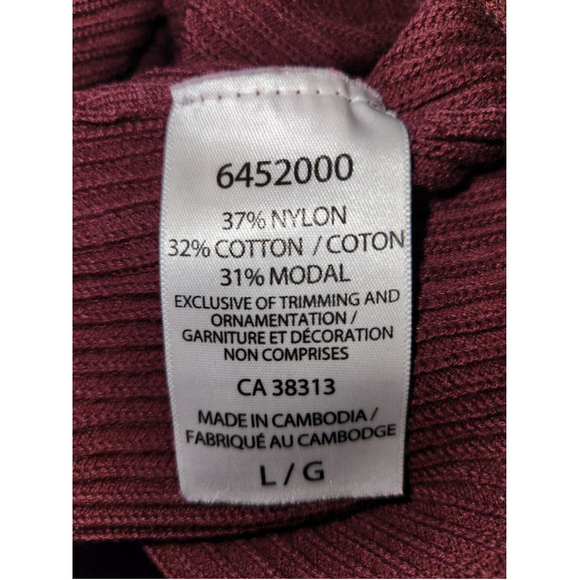 6452000
37% NYLON
32% COTTON / COTON
31% MODAL
EXCLUSIVE OF TRIMMING AND
ORNAMENTATION /
GARNITURE ET DÉCORATION
NON COMPRISES
CA 38313
MADE IN CAMBODIA /
FABRIQUÉ AU CAMBODGE
L / G